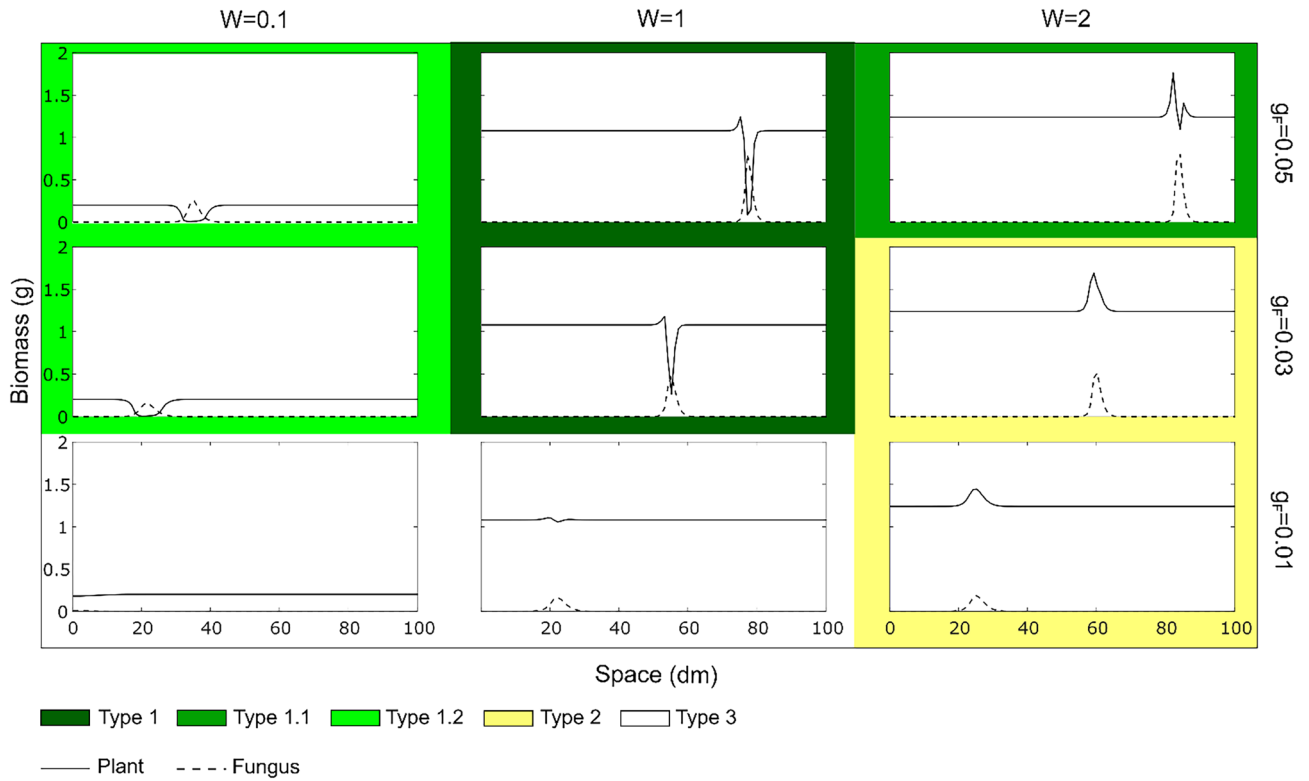 W=0.1 W=1 W=2
2
1.5
1
0.5
0
gF=0.05
2
1.5
1
0.5
0
gF=0.03
Biomass (g)
2
1.5
1
0.5
0
gF=0.01
0 20 40 60 80 100 20 40 60 80 100 0 20 40 60 80 100
Space (dm)
Type 1 Type 1.1 Type 1.2 Type 2 Type 3
Plant Fungus